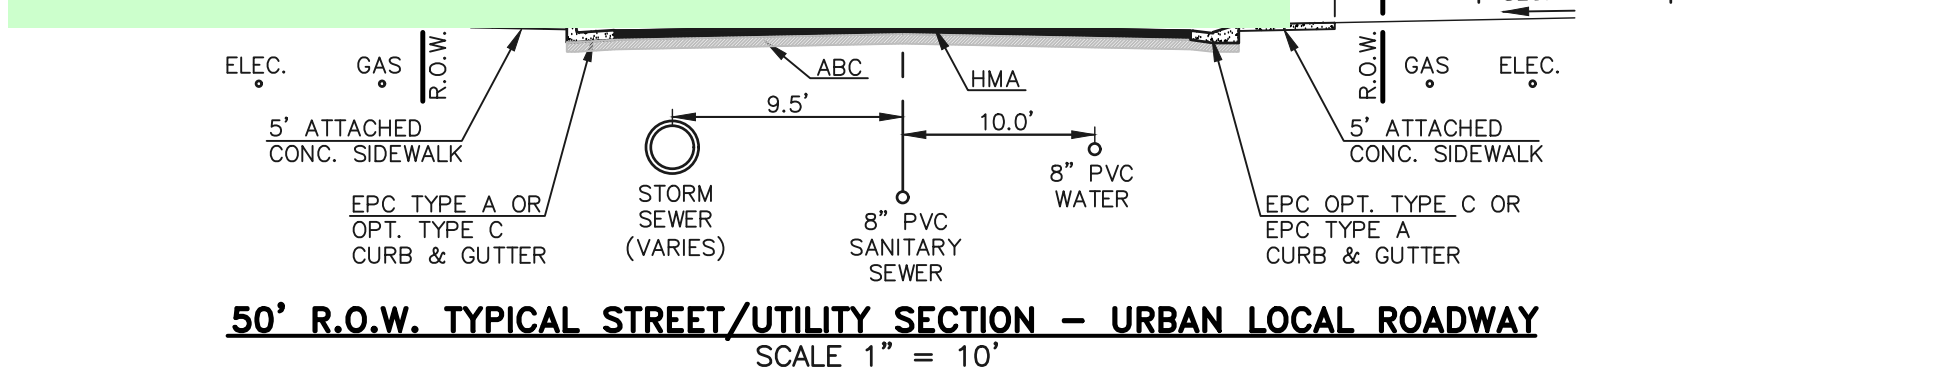 ELEC.
GAS
R.O.W.
ABC
HMA
R.O.W.
GAS
ELEC.
9.5'
10.0'
5' ATTACHED
CONC. SIDEWALK
5' ATTACHED
CONC. SIDEWALK
EPC TYPE A OR
OPT. TYPE C
CURB & GUTTER
STORM
SEWER
(VARIES)
8" PVC
SANITARY
SEWER
8" PVC
WATER
EPC OPT. TYPE C OR
EPC TYPE A
CURB & GUTTER
50' R.O.W. TYPICAL STREET/UTILITY SECTION – URBAN LOCAL ROADWAY
SCALE 1" = 10'